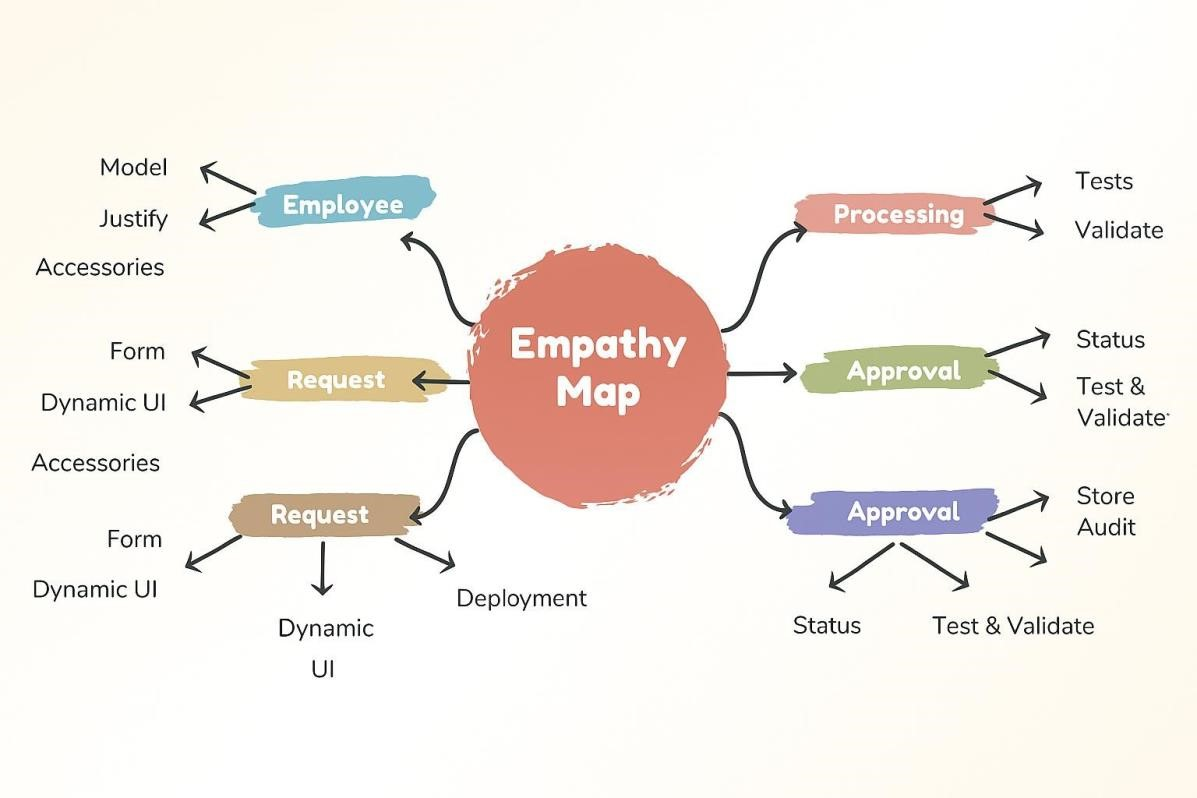 Empathy
Map
Employee
Model
Justify
Accessories
Request
Form
Dynamic UI
Accessories
Request
Form
Dynamic UI
Dynamic
UI
Deployment
Processing
Tests
Validate
Approval
Status
Test &
Validate
Approval
Store
Audit
Status
Test & Validate